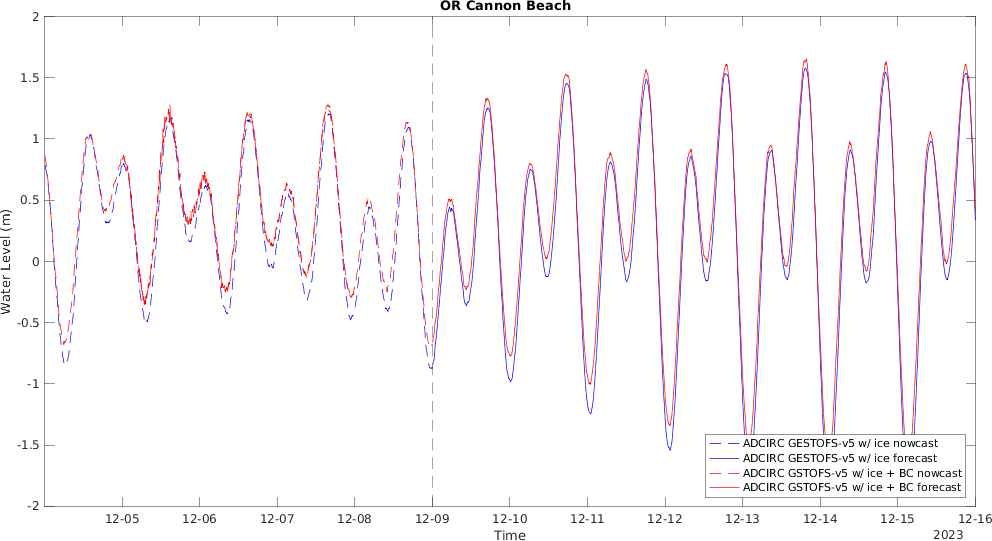 OR Cannon Beach
2
1.5
1
0.5
0
-0.5
-1
-1.5
-2
Water Level (m)
12-05 12-06 12-07 12-08 12-09 12-10 12-11 12-12 12-13 12-14 12-15 12-16
Time
2023
ADCIRC GESTOFS-v5 w/ ice nowcast
ADCIRC GESTOFS-v5 w/ ice forecast
ADCIRC GSTOFS-v5 w/ ice + BC nowcast
ADCIRC GSTOFS-v5 w/ ice + BC forecast